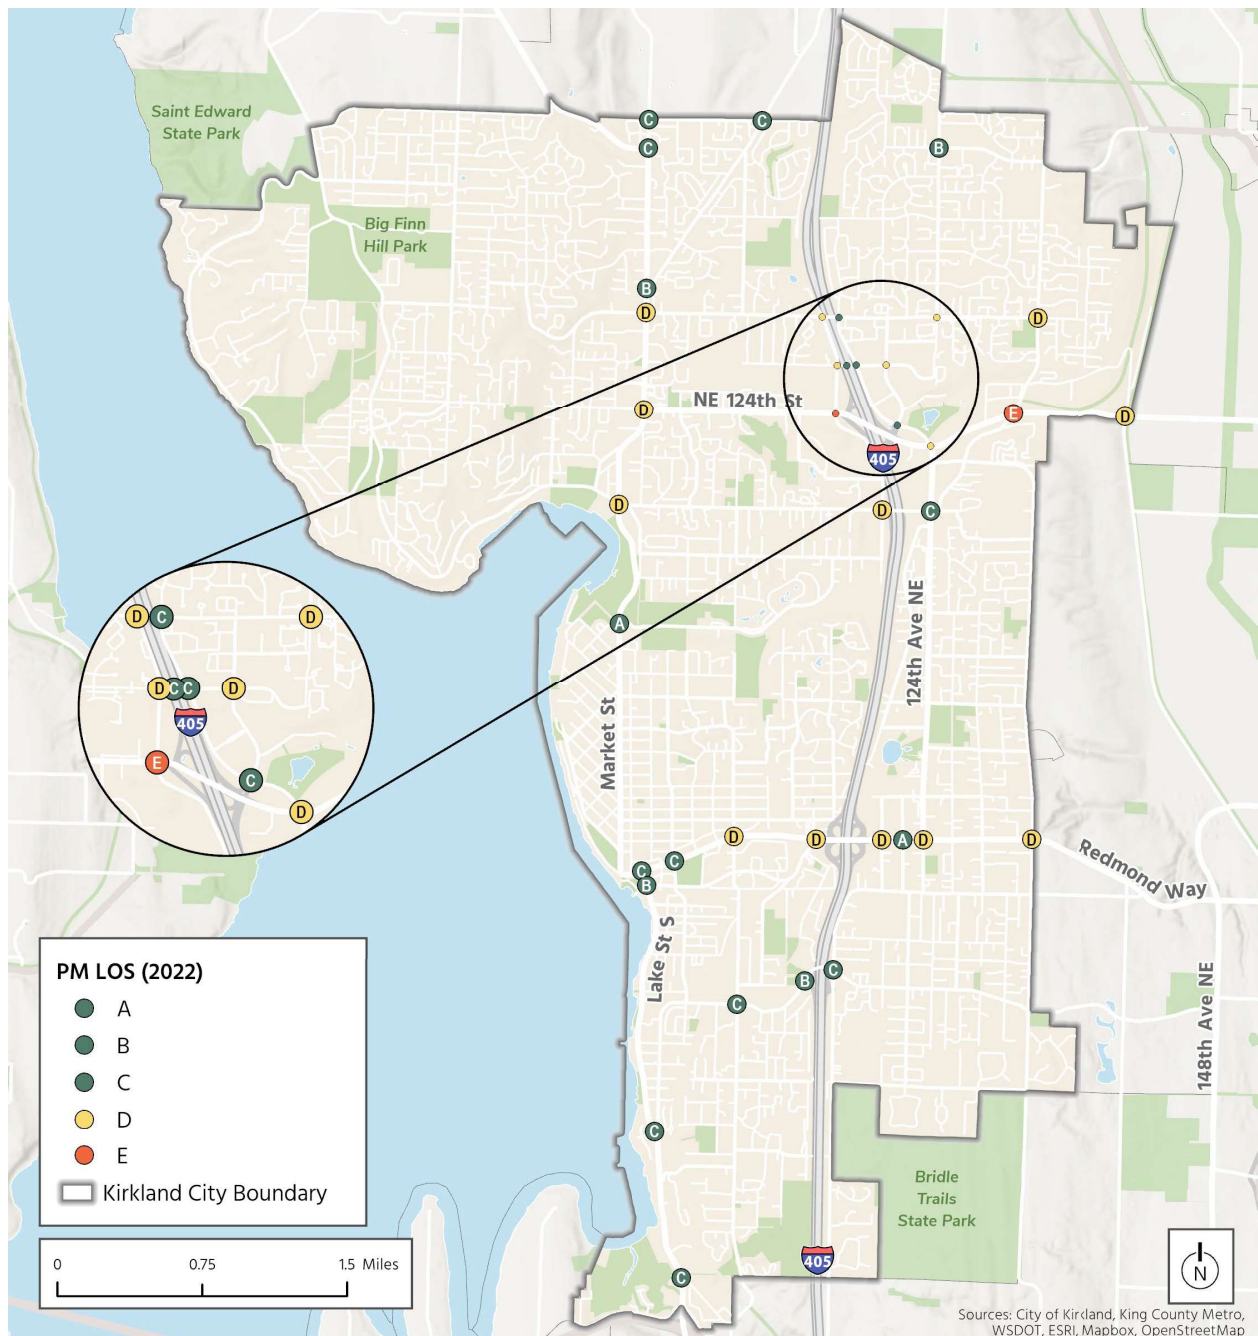 C
C
C
B
Saint Edward
State Park
Big Finn
Hill Park
B
D
D
NE 124th St
D
E
D
405
D
D
C
D
C
D
D
C
C
D
405
E
C
D
A
124th Ave NE
Market St
D
D
D
A
D
D
C
C
B
Redmond Way
Lake St S
C
B
C
148th Ave NE
C
C
405
Bridle
Trails
State Park
PM LOS (2022)
A
B
C
D
E
Kirkland City Boundary
0 0.75 1.5 Miles
N
Sources: City of Kirkland, King County Metro,
WSDOT, ESRI, Mapbox, OpenStreetMap